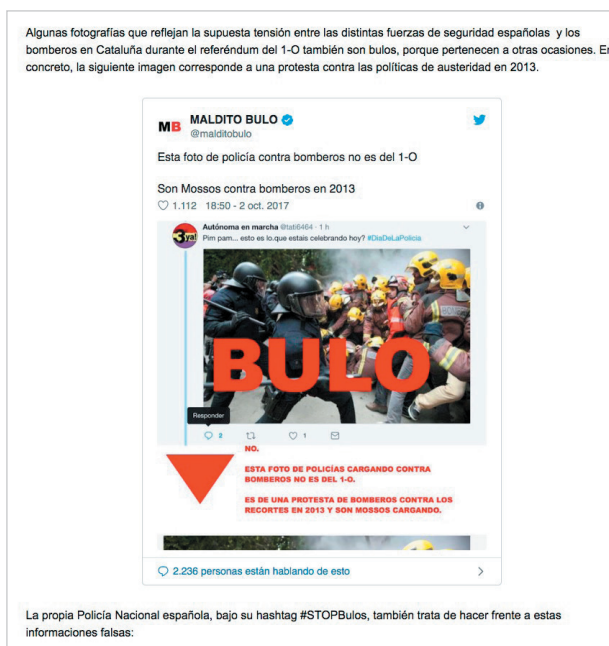 Algunas fotografías que reflejan la supuesta tensión entre las distintas fuerzas de seguridad españolas y los
bomberos en Cataluña durante el referéndum del 1-O también son bulos, porque pertenecen a otras ocasiones. En
concreto, la siguiente imagen corresponde a una protesta contra las políticas de austeridad en 2013.
MB
MALDITO BULO
@malditobulo
Esta foto de policía contra bomberos no es del 1-O
Son Mossos contra bomberos en 2013
1.112 18:50 - 2 oct. 2017
3 ya!
Autónoma en marcha @tati6464 · 1 h
Pim pam... esto es lo.que estais celebrando hoy? #DiaDeLaPolicia
BULO
Responder
2 1
NO.
ESTA FOTO DE POLICÍAS CARGANDO CONTRA
BOMBEROS NO ES DEL 1-O.
ES DE UNA PROTESTA DE BOMBEROS CONTRA LOS
RECORTES EN 2013 Y SON MOSSOS CARGANDO.
2.236 personas están hablando de esto
La propia Policía Nacional española, bajo su hashtag #STOPBulos, también trata de hacer frente a estas
informaciones falsas: